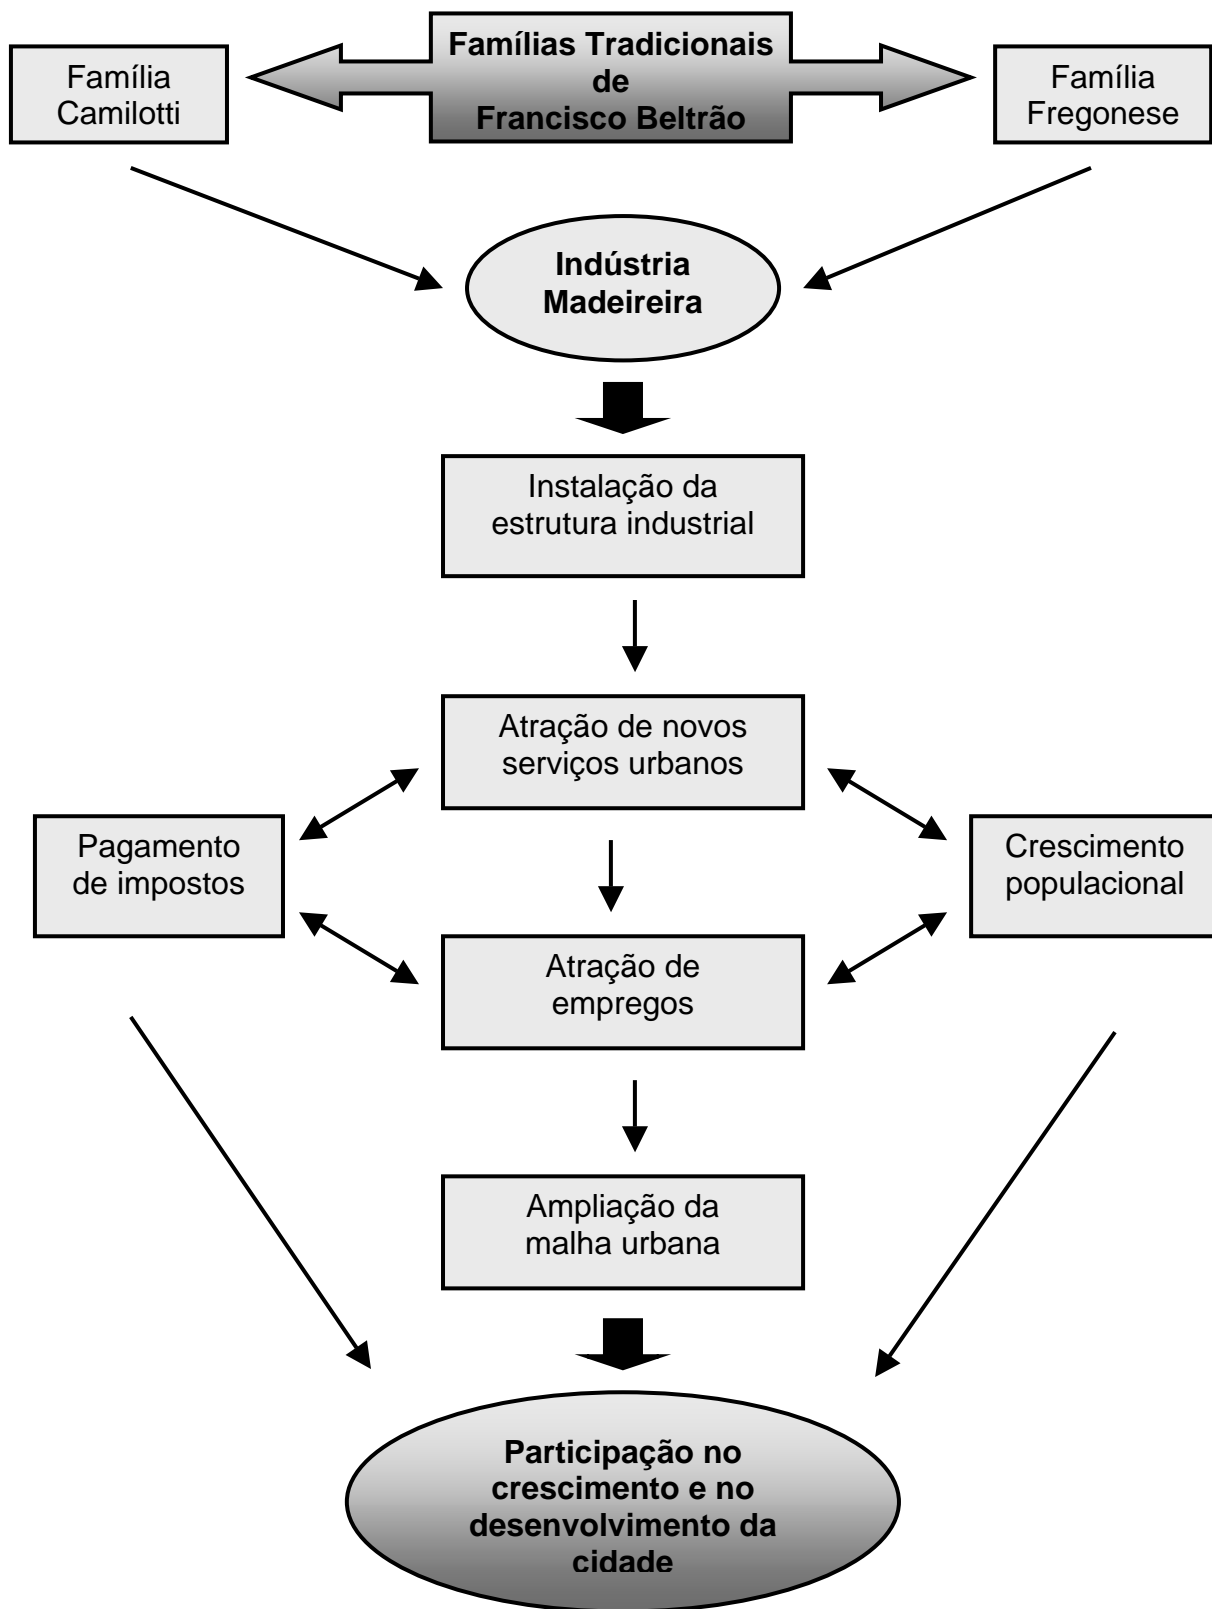 Famílias Tradicionais
de
Francisco Beltrão
Família
Camilotti
Família
Fregonese
Indústria
Madeireira
Instalação da
estrutura industrial
Atração de novos
serviços urbanos
Pagamento
de impostos
Crescimento
populacional
Atração de
empregos
Ampliação da
malha urbana
Participação no
crescimento e no
desenvolvimento da
cidade